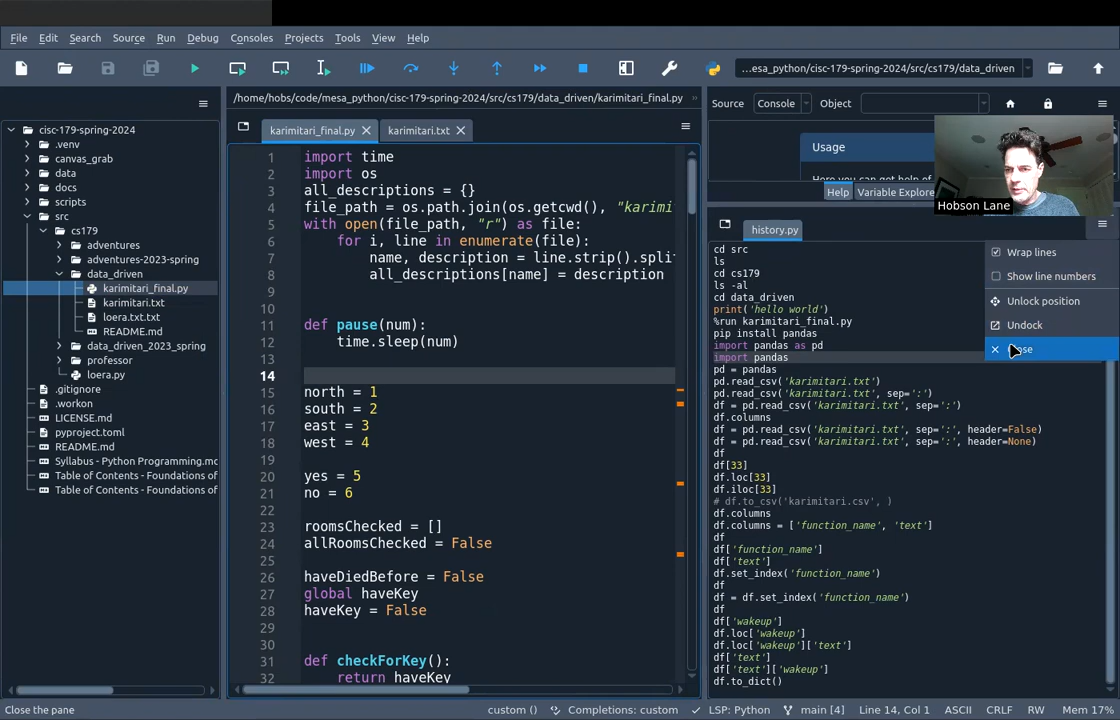 File Edit Search Source Run Debug Consoles Projects Tools View Help
...esa_python/cisc-179-spring-2024/src/cs179/data_driven
/home/hobs/code/mesa_python/cisc-179-spring-2024/src/cs179/data_driven/karimitari_final.py
Source Console Object
karimitari_final.py karimitari.txt
Usage
Here you can get help of
Help Variable Explore
Hobson Lane
cisc-179-spring-2024
.venv
canvas_grab
data
docs
scripts
src
cs179
adventures
adventures-2023-spring
data_driven
karimitari_final.py
karimitari.txt
loera.txt.txt
README.md
data_driven_2023_spring
professor
loera.py
.gitignore
.workon
LICENSE.md
pyproject.toml
README.md
Syllabus - Python Programming.mc
Table of Contents - Foundations of
Table of Contents - Foundations of
1 import time
2 import os
3 all_descriptions = {}
4 file_path = os.path.join(os.getcwd(), "karimi
5 with open(file_path, "r") as file:
6 for i, line in enumerate(file):
7 name, description = line.strip().spli
8 all_descriptions[name] = description
9
10
11 def pause(num):
12 time.sleep(num)
13
14
15 north = 1
16 south = 2
17 east = 3
18 west = 4
19
20 yes = 5
21 no = 6
22
23 roomsChecked = []
24 allRoomsChecked = False
25
26 haveDiedBefore = False
27 global haveKey
28 haveKey = False
29
30
31 def checkForKey():
32 return haveKey
history.py
cd src
ls
cd cs179
ls -al
cd data_driven
print('hello world')
%run karimitari_final.py
pip install pandas
import pandas as pd
import pandas
pd = pandas
pd.read_csv('karimitari.txt')
pd.read_csv('karimitari.txt', sep=':')
df = pd.read_csv('karimitari.txt', sep=':')
df.columns
df = pd.read_csv('karimitari.txt', sep=':', header=False)
df = pd.read_csv('karimitari.txt', sep=':', header=None)
df
df[33]
df.loc[33]
df.iloc[33]
# df.to_csv('karimitari.csv', )
df.columns
df.columns = ['function_name', 'text']
df
df['function_name']
df['text']
df.set_index('function_name')
df
df = df.set_index('function_name')
df
df['wakeup']
df.loc['wakeup']
df.loc['wakeup']['text']
df['text']
df['text']['wakeup']
df.to_dict()
Wrap lines
Show line numbers
Unlock position
Undock
Close the pane
custom () Completions: custom LSP: Python main [4] Line 14, Col 1 ASCII CRLF RW Mem 17%